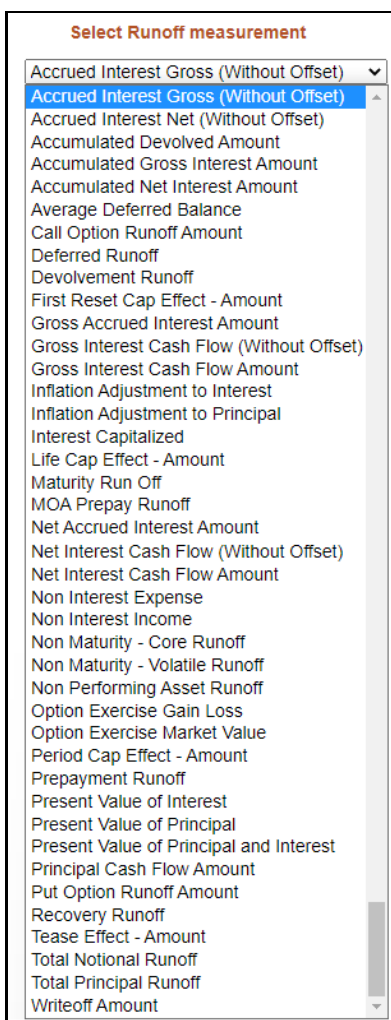 Select Runoff measurement
Accrued Interest Gross (Without Offset)
Accrued Interest Gross (Without Offset)
Accrued Interest Net (Without Offset)
Accumulated Devolved Amount
Accumulated Gross Interest Amount
Accumulated Net Interest Amount
Average Deferred Balance
Call Option Runoff Amount
Deferred Runoff
Devolvement Runoff
First Reset Cap Effect - Amount
Gross Accrued Interest Amount
Gross Interest Cash Flow (Without Offset)
Gross Interest Cash Flow Amount
Inflation Adjustment to Interest
Inflation Adjustment to Principal
Interest Capitalized
Life Cap Effect - Amount
Maturity Run Off
MOA Prepay Runoff
Net Accrued Interest Amount
Net Interest Cash Flow (Without Offset)
Net Interest Cash Flow Amount
Non Interest Expense
Non Interest Income
Non Maturity - Core Runoff
Non Maturity - Volatile Runoff
Non Performing Asset Runoff
Option Exercise Gain Loss
Option Exercise Market Value
Period Cap Effect - Amount
Prepayment Runoff
Present Value of Interest
Present Value of Principal
Present Value of Principal and Interest
Principal Cash Flow Amount
Put Option Runoff Amount
Recovery Runoff
Tease Effect - Amount
Total Notional Runoff
Total Principal Runoff
Writeoff Amount